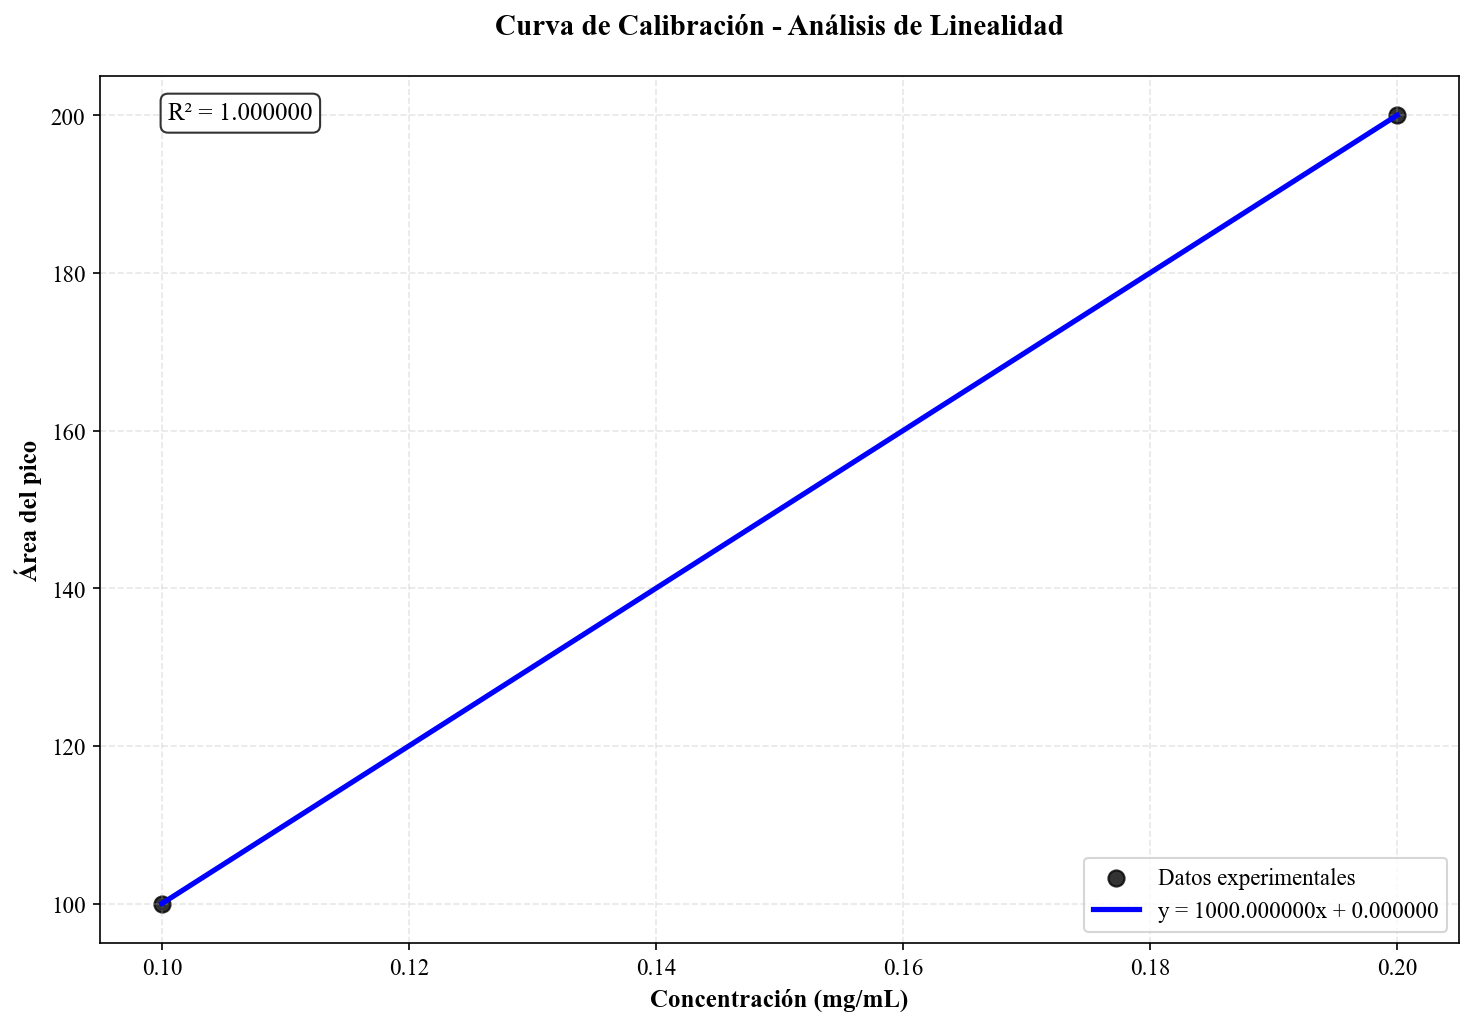 Curva de Calibración - Análisis de Linealidad
R² = 1.000000
200
180
160
140
120
100
Área del pico
Datos experimentales
y = 1000.000000x + 0.000000
0.10 0.12 0.14 0.16 0.18 0.20
Concentración (mg/mL)